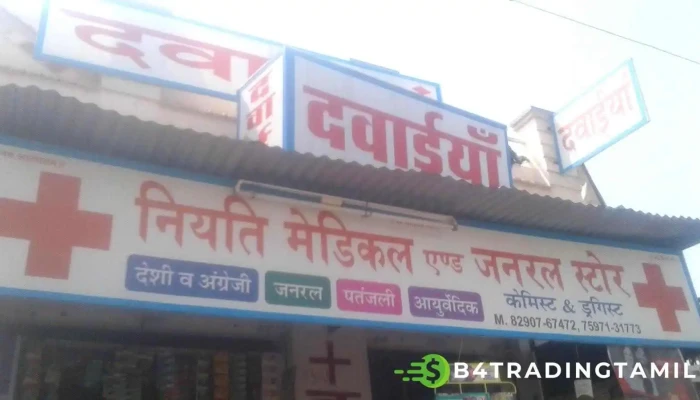 दवाईयां
दवाईयाँ
दवाईयां
नियति मेडिकल एण्ड जनरल स्टोर
देशी व अंग्रेजी जनरल पतंजली आयुर्वेदिक केमिस्ट & ड्रगिस्ट
M. 82907-67472, 75971-31773
B4TRADINGTAMIL